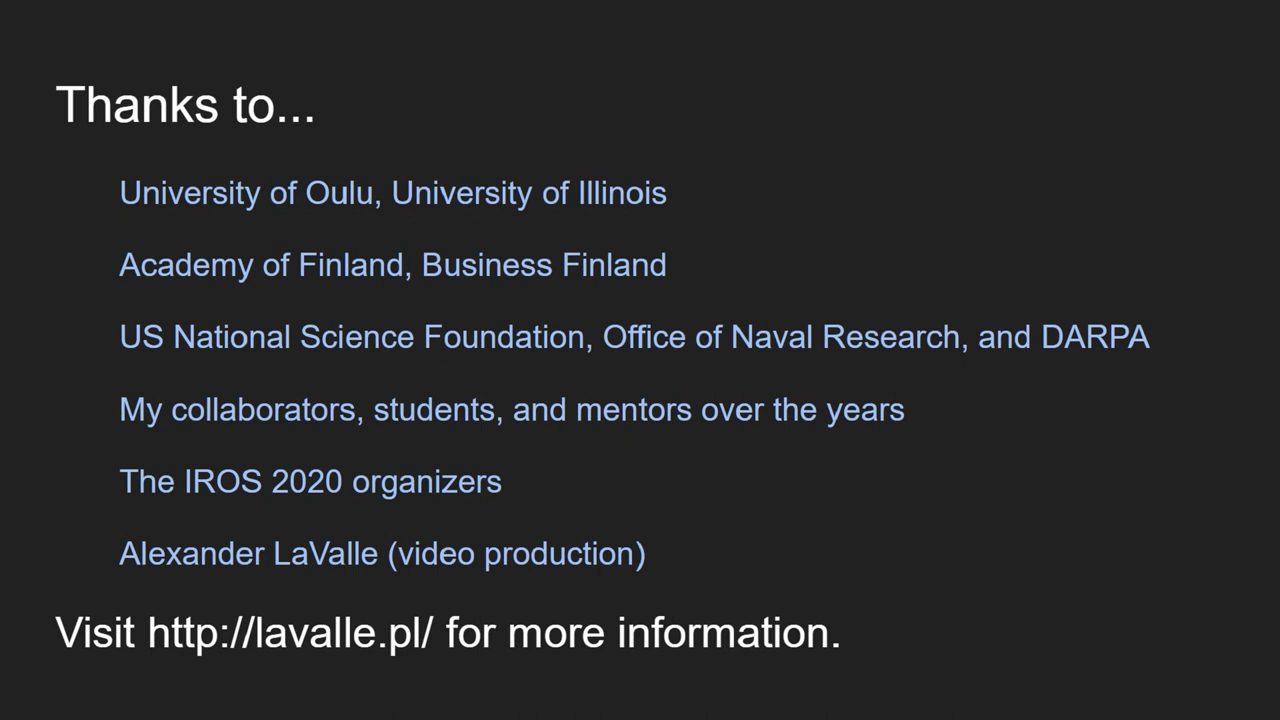 Thanks to...
University of Oulu, University of Illinois
Academy of Finland, Business Finland
US National Science Foundation, Office of Naval Research, and DARPA
My collaborators, students, and mentors over the years
The IROS 2020 organizers
Alexander LaValle (video production)
Visit http://lavalle.pl/ for more information.